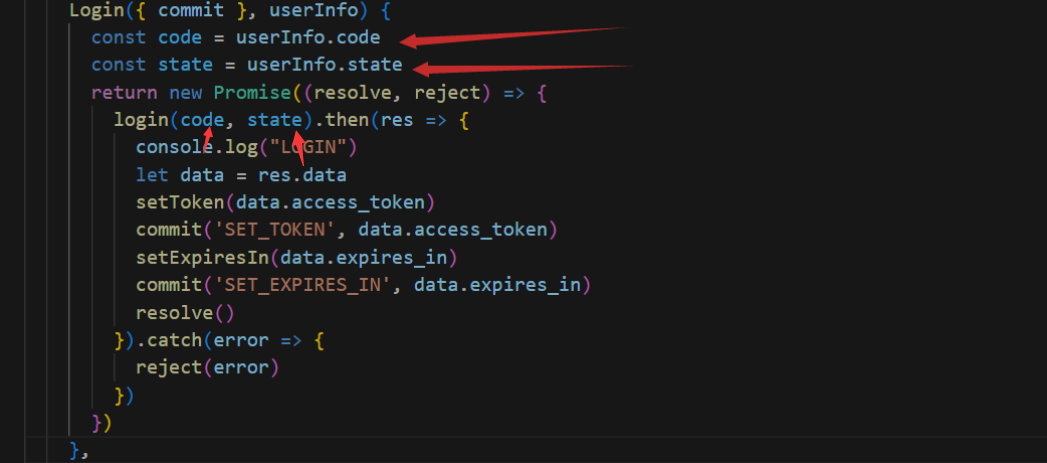 Login({ commit }, userInfo) {
const code = userInfo.code
const state = userInfo.state
return new Promise((resolve, reject) => {
login(code, state).then(res => {
console.log("LOGIN")
let data = res.data
setToken(data.access_token)
commit('SET_TOKEN', data.access_token)
setExpiresIn(data.expires_in)
commit('SET_EXPIRES_IN', data.expires_in)
resolve()
}).catch(error => {
reject(error)
})
})
},